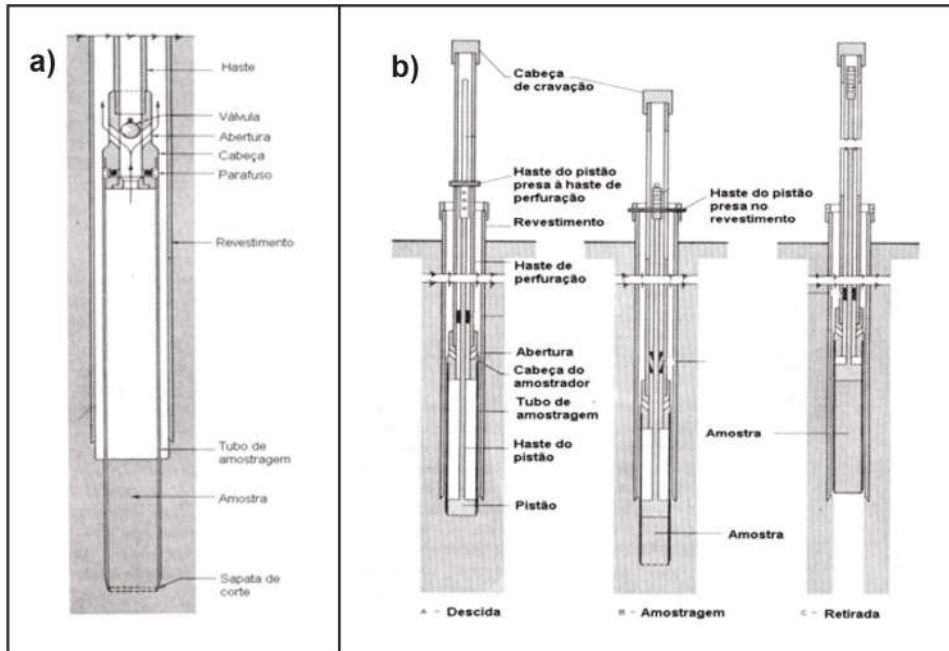 a)
Haste
Válvula
Abertura
Cabeça
Parafuso
Revestimento
Tubo de
amostragem
Amostra
Sapata de
corte
b)
Cabeça
de cravação
Haste do pistão
presa à haste de
perfuração
Revestimento
Haste de
perfuração
Abertura
Cabeça do
amostrador
Tubo de
amostragem
Haste do
pistão
Pistão
Haste do pistão
presa no
revestimento
Amostra
Amostra
A - Descida
B - Amostragem
C - Retirada